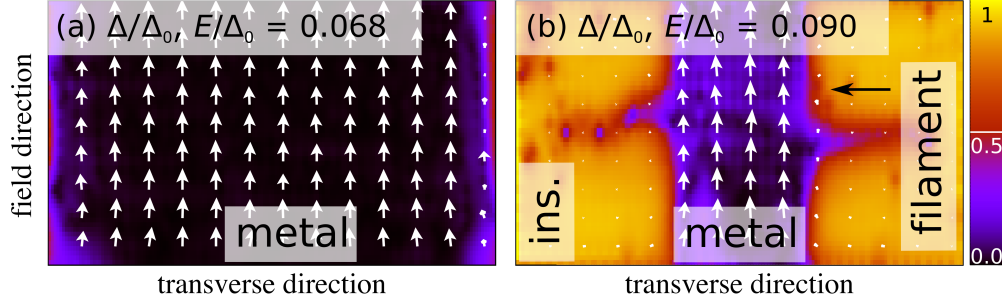 (a) Δ/Δ₀, E/Δ₀ = 0.068
metal
field direction
transverse direction
(b) Δ/Δ₀, E/Δ₀ = 0.090
ins.
metal
filament
transverse direction
1
0.5
0.0